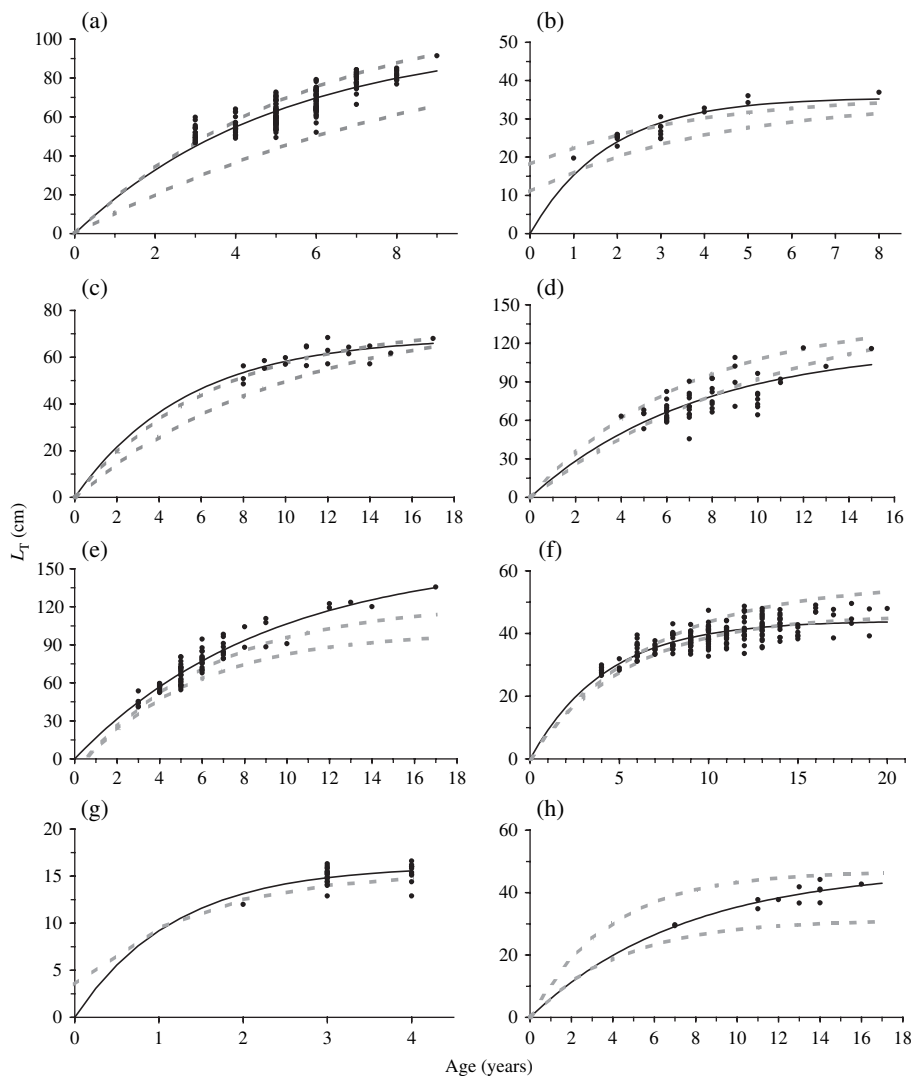 (a) (b)
100 80 60 40 20 0
0 2 4 6 8
50 40 30 20 10 0
0 1 2 3 4 5 6 7 8
(c) (d)
80 60 40 20 0
0 2 4 6 8 10 12 14 16 18
150 120 90 60 30 0
0 2 4 6 8 10 12 14 16
L_T (cm)
(e) (f)
150 120 90 60 30 0
0 2 4 6 8 10 12 14 16 18
60 40 20 0
0 5 10 15 20
(g) (h)
20 15 10 5 0
0 1 2 3 4
60 40 20 0
0 2 4 6 8 10 12 14 16 18
Age (years)